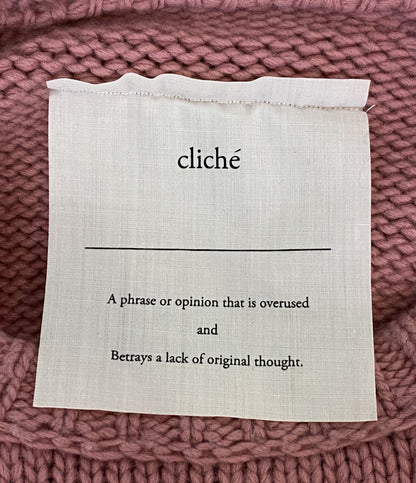 cliché
A phrase or opinion that is overused
and
Betrays a lack of original thought.